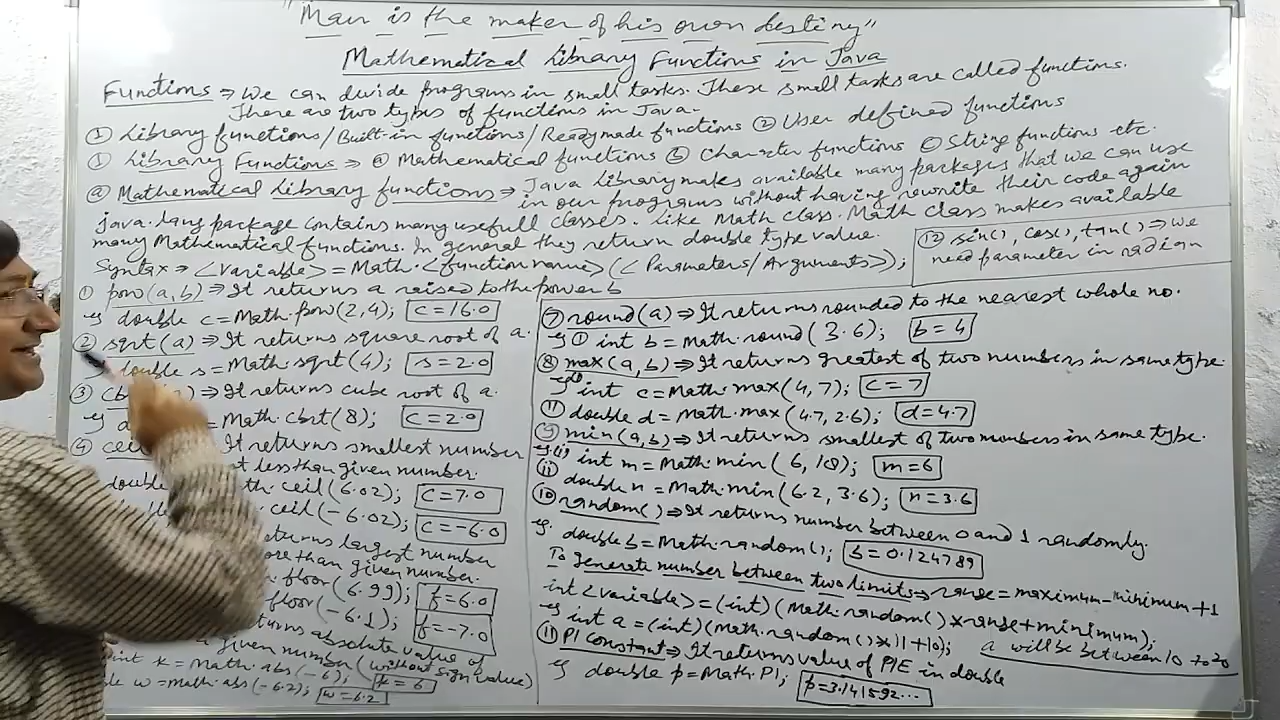 "Man is the maker of his own destiny"
Mathematical Library Functions in Java
Functions ⇒ We can divide programs in small tasks. These small tasks are called functions.
There are two types of functions in Java.
① Library functions/Built-in functions/Readymade functions ② User defined functions
① Library Functions ⇒ ⓐ Mathematical functions ⓑ Character functions ⓒ String functions etc.
ⓐ Mathematical Library functions ⇒ Java Library makes available many packages that we can use
in our programs without having rewrite their code again
java.lang package contains many usefull classes. Like Math class. Math class makes available
many Mathematical functions. In general they return double type value.
Syntax ⇒ <Variable> = Math.<function name>(<Parameters/Arguments>);
⑫ sin(), cos(), tan() ⇒ we
need parameter in radian
① pow(a,b) ⇒ It returns a raised to the power b
eg double c=Math.pow(2,4); c=16.0
② sqrt(a) ⇒ It returns square root of a.
double s=Math.sqrt(4); s=2.0
③ ) ⇒ It returns cube root of a.
eg = Math.cbrt(8); c=2.0
④ ceil It returns smallest number
t less than given number.
double th.ceil(6.02); c=7.0
ceil(-6.02); c=-6.0
eturns largest number
ore than given number.
floor(6.99); f=6.0
floor(-6.1); f=-7.0
turns absolute value of
given number (without sign value)
int k=Math.abs(-6); k=6
le w=Math.abs(-6.2); w=6.2
⑦ round(a) ⇒ It returns rounded to the nearest whole no.
eg ① int b=Math.round(3.6); b=4
⑧ max(a,b) ⇒ It returns greatest of two numbers in same type.
eg (i) int c=Math.max(4,7); c=7
(ii) double d=Math.max(4.7,2.6); d=4.7
⑨ min(a,b) ⇒ It returns smallest of two numbers in same type.
eg.(i) int m=Math.min(6,10); m=6
(ii) double n=Math.min(6.2,3.6); n=3.6
⑩ random() ⇒ It returns number between 0 and 1 randomly.
eg. double b=Math.random(); b=0.124789
To generate number between two limits ⇒ range=maximum-minimum+1
int <variable>=(int)(Math.random()*range+minimum);
eg int a=(int)(Math.random()*11+10); a will be between 10 to 20
⑪ PI constant ⇒ It returns value of PIE in double
eg double p=Math.PI; p=3.141592...